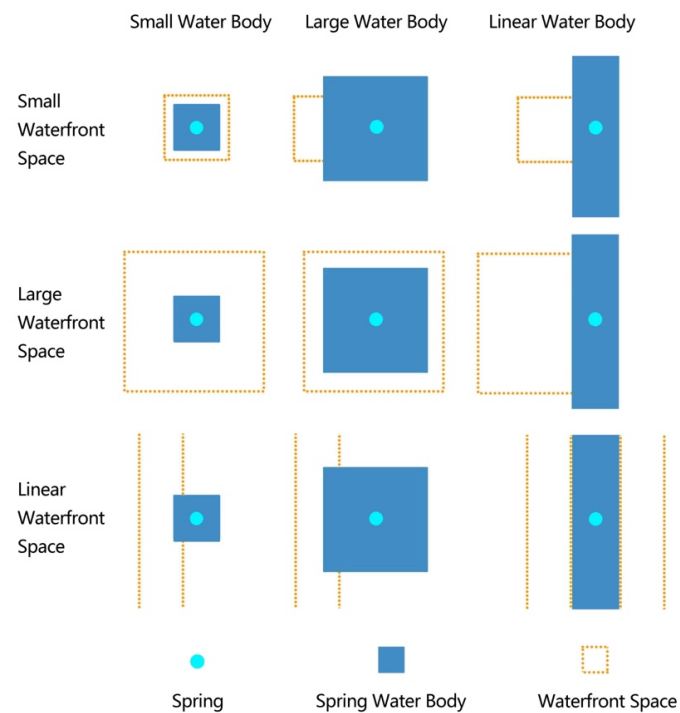 Small Water Body
Large Water Body
Linear Water Body
Small
Waterfront
Space
Large
Waterfront
Space
Linear
Waterfront
Space
Spring
Spring Water Body
Waterfront Space